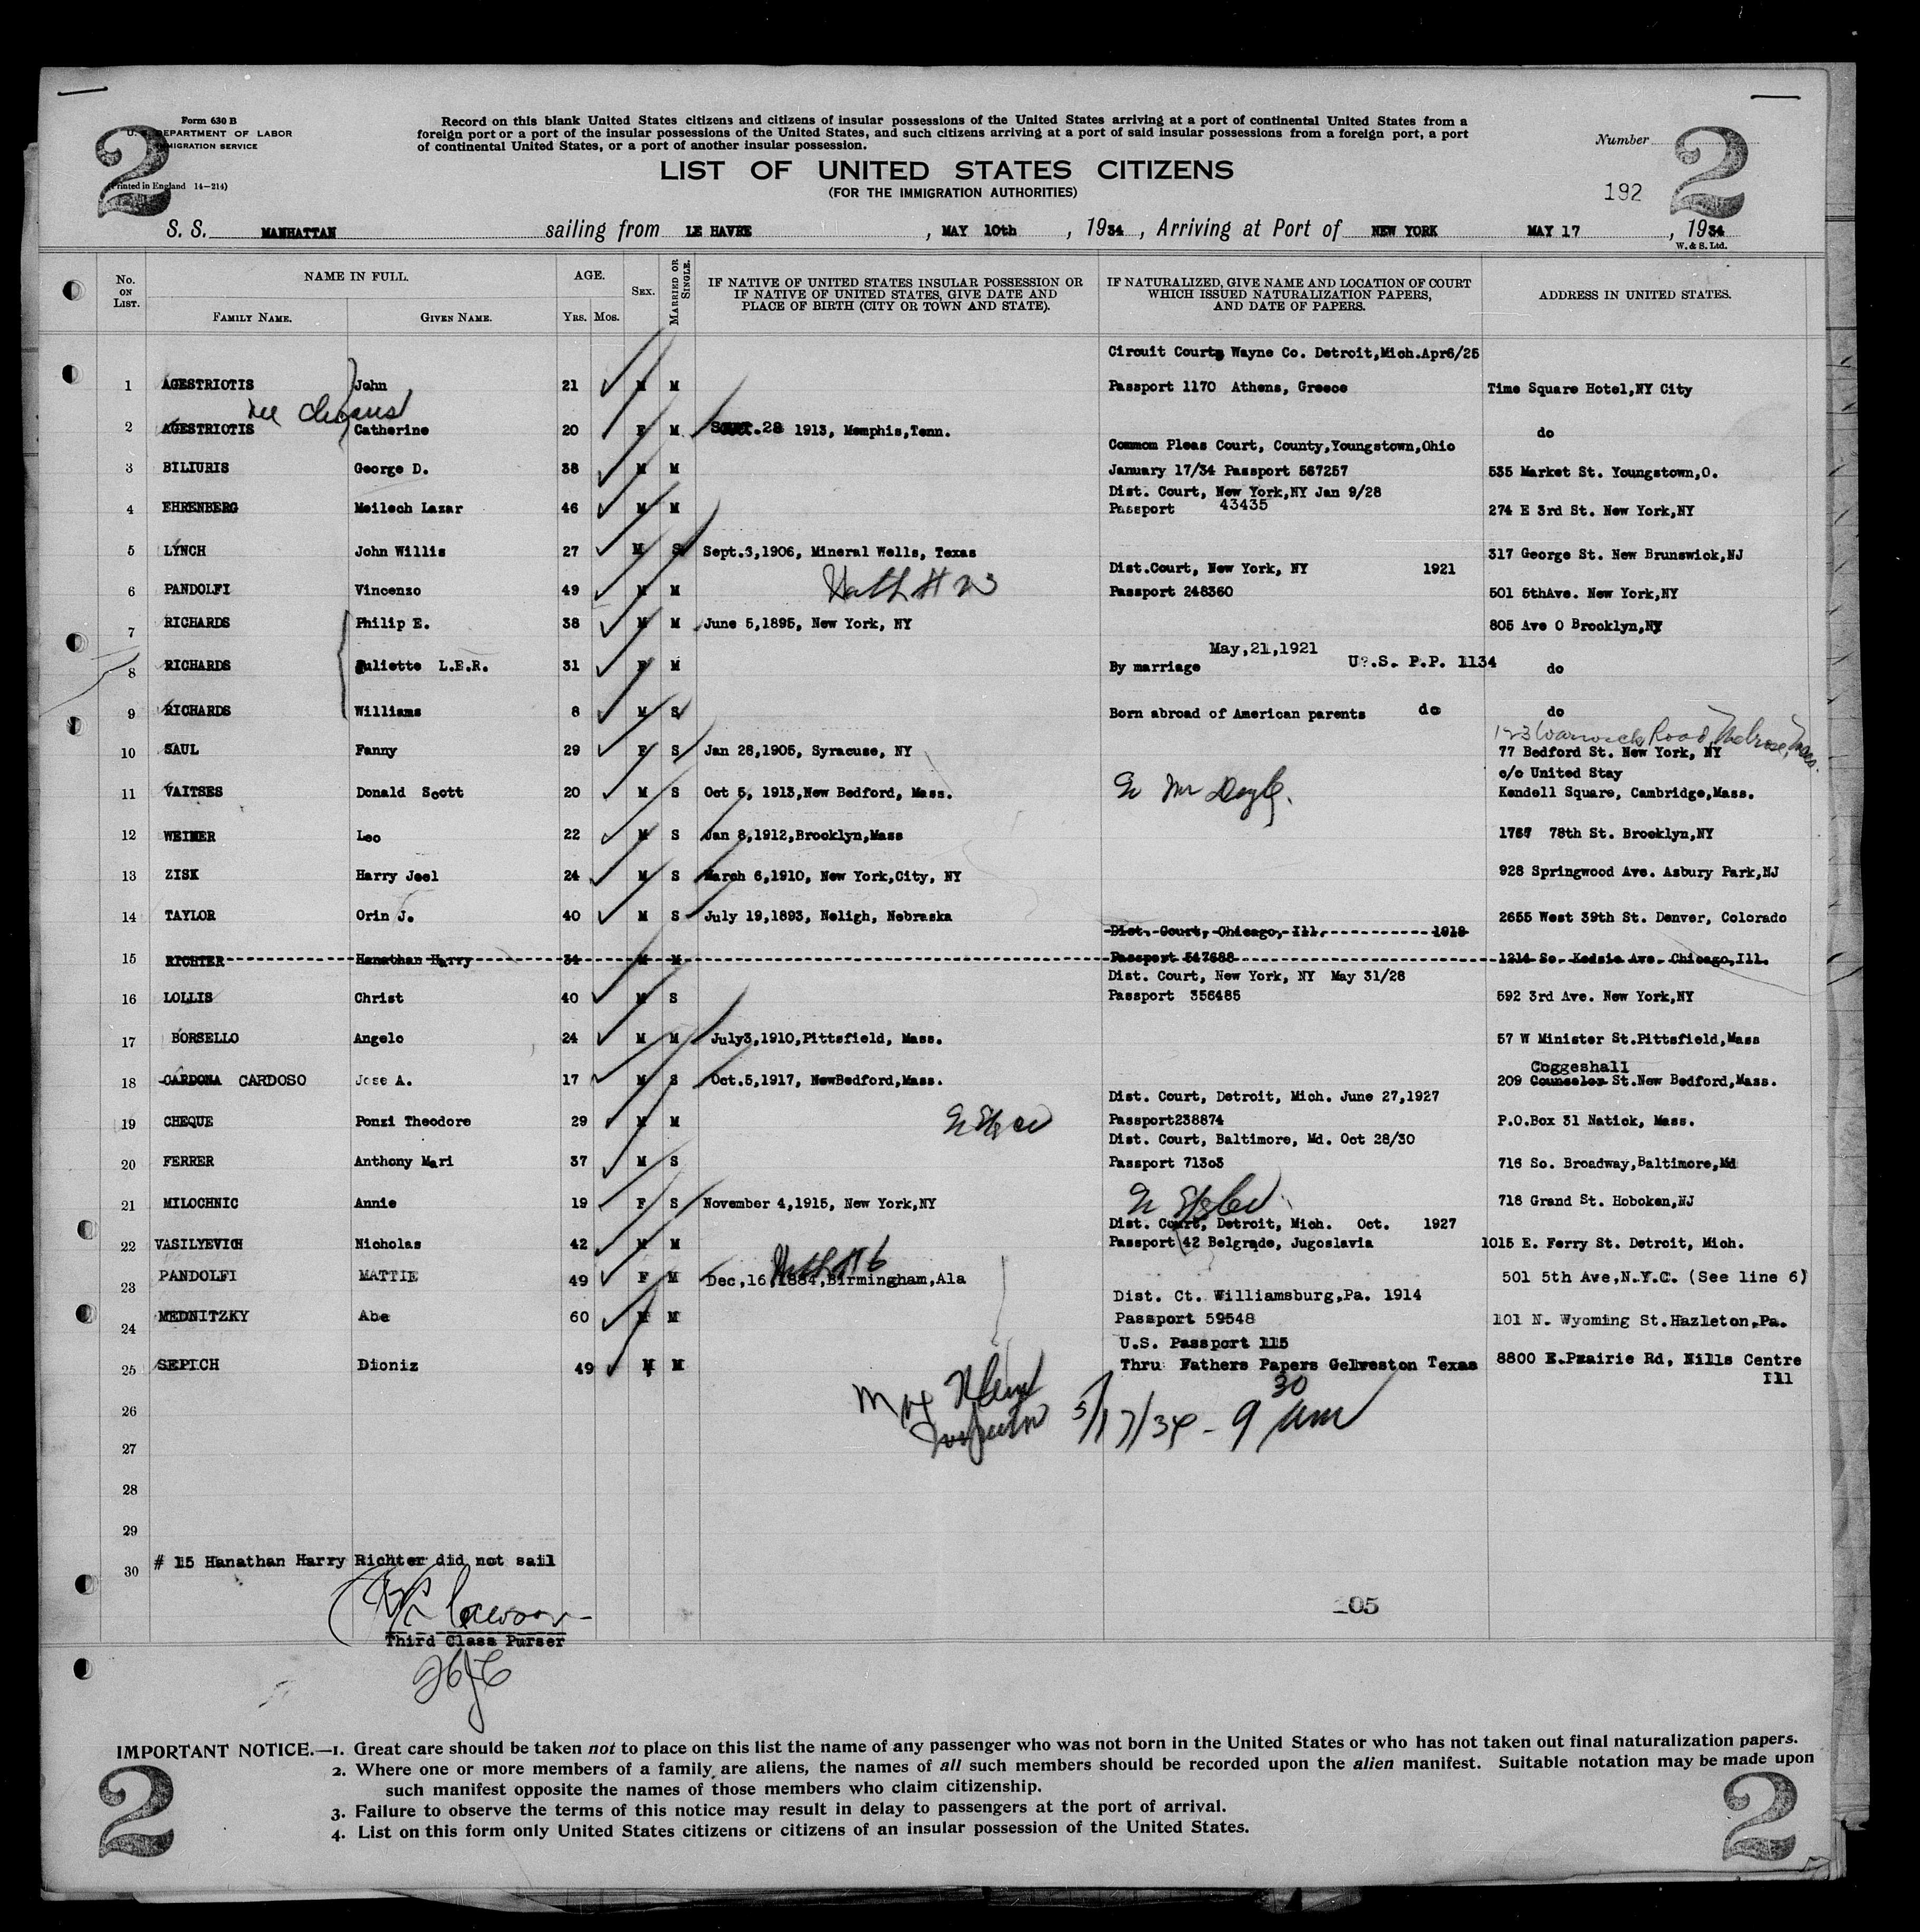 Form 630 B
U. S. DEPARTMENT OF LABOR
IMMIGRATION SERVICE
2
(Printed in England 14—214)
Record on this blank United States citizens and citizens of insular possessions of the United States arriving at a port of continental United States from a
foreign port or a port of the insular possessions of the United States, and such citizens arriving at a port of said insular possessions from a foreign port, a port
of continental United States, or a port of another insular possession.
LIST OF UNITED STATES CITIZENS
(FOR THE IMMIGRATION AUTHORITIES)
Number
2
192
S. S. MANHATTAN sailing from LE HAVRE , MAY 10th , 1934 , Arriving at Port of NEW YORK MAY 17 , 1934
W. & S. Ltd.
No. ON LIST. NAME IN FULL. FAMILY NAME. GIVEN NAME. AGE. YRS. MOS. SEX. MARRIED OR SINGLE. IF NATIVE OF UNITED STATES INSULAR POSSESSION OR IF NATIVE OF UNITED STATES, GIVE DATE AND PLACE OF BIRTH (CITY OR TOWN AND STATE). IF NATURALIZED, GIVE NAME AND LOCATION OF COURT WHICH ISSUED NATURALIZATION PAPERS, AND DATE OF PAPERS. ADDRESS IN UNITED STATES.
Circuit Court, Wayne Co. Detroit,Mich.Apr6/25
1 AGESTRIOTIS John 21 M M Passport 1170 Athens, Greece Time Square Hotel,NY City
nee
2 AGESTRIOTIS Catherine 20 F M SEPT.28 1913, Memphis,Tenn. do
Common Pleas Court, County,Youngstown,Ohio
3 BILIURIS George D. 38 M M January 17/34 Passport 567257 535 Market St. Youngstown,O.
Dist. Court, New York,NY Jan 9/28
4 EHRENBERG Meilech Lazar 46 M M Passport 43435 274 E 3rd St. New York,NY
5 LYNCH John Willis 27 M S Sept.3,1906, Mineral Wells, Texas 317 George St. New Brunswick,NJ
Dist.Court, New York, NY 1921
6 PANDOLFI Vincenzo 49 M M Passport 248360 501 5thAve. New York,NY
7 RICHARDS Philip E. 38 M M June 5,1895, New York, NY 805 Ave O Brooklyn,NY
May,21,1921
8 RICHARDS Juliette L.E.R. 31 F M By marriage U.S. P.P. 1134 do
9 RICHARDS Williams 8 M S Born abroad of American parents do do
123 Warwick Road, Melrose, Mass.
10 SAUL Fanny 29 F S Jan 28,1905, Syracuse, NY 77 Bedford St. New York, NY
c/o United Stay
11 VAITSES Donald Scott 20 M S Oct 5, 1913,New Bedford, Mass. Kendell Square, Cambridge,Mass.
12 WEINER Leo 22 M S Jan 8,1912,Brooklyn,Mass 1767 78th St. Brooklyn,NY
13 ZISK Harry Joel 24 M S March 6,1910, New York,City, NY 928 Springwood Ave. Asbury Park,NJ
14 TAYLOR Orin J. 40 M S July 19,1893, Neligh, Nebraska 2655 West 39th St. Denver, Colorado
Dist. Court, Chicago, Ill. 1918
15 RICHTER Hanathan Harry 34 M M Passport 547688 1214 So. Kedzie Ave. Chicago,Ill.
Dist. Court, New York, NY May 31/28
16 LOLLIS Christ 40 M S Passport 356485 592 3rd Ave. New York,NY
17 BORSELLO Angelo 24 M M July3,1910,Pittsfield, Mass. 57 W Minister St.Pittsfield,Mass
Coggeshall
18 CARDONA CARDOSO Jose A. 17 M S Oct.5,1917, NewBedford,Mass. 209 Counselor St.New Bedford,Mass.
Dist. Court, Detroit, Mich. June 27,1927
19 CHEQUE Ponzi Theodore 29 M M Passport238874 P.O.Box 31 Natick, Mass.
Dist. Court, Baltimore, Md. Oct 28/30
20 FERRER Anthony Mari 37 M S Passport 71303 716 So. Broadway,Baltimore,Md
21 MILOCHNIC Annie 19 F S November 4,1915, New York,NY 718 Grand St. Hoboken,NJ
Dist. Court, Detroit, Mich. Oct. 1927
22 VASILYEVICH Nicholas 42 M M Passport 42 Belgrade, Jugoslavia 1015 E. Ferry St. Detroit, Mich.
23 PANDOLFI MATTIE 49 F M Dec,16,1884,Birmingham,Ala 501 5th Ave,N.Y.C. (See line 6)
Dist. Ct. Williamsburg,Pa. 1914
24 MEDNITZKY Abe 60 M M Passport 59548 101 N. Wyoming St.Hazleton,Pa.
U.S. Passport 115
25 SEPICH Dioniz 49 M M Thru Fathers Papers Gelveston Texas 8800 E.Prairie Rd, Nills Centre
Ill
26
5/17/34 - 9 30 am
27
28
29
30 # 15 Hanathan Harry Richter did not sail
105
Third Class Purser
IMPORTANT NOTICE.—1. Great care should be taken not to place on this list the name of any passenger who was not born in the United States or who has not taken out final naturalization papers.
2. Where one or more members of a family are aliens, the names of all such members should be recorded upon the alien manifest. Suitable notation may be made upon
such manifest opposite the names of those members who claim citizenship.
3. Failure to observe the terms of this notice may result in delay to passengers at the port of arrival.
4. List on this form only United States citizens or citizens of an insular possession of the United States.
2
2